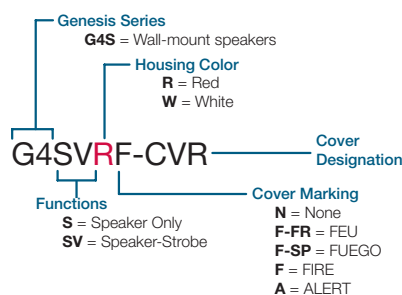 Genesis Series
G4S = Wall-mount speakers
Housing Color
R = Red
W = White
G4SVRF-CVR
Cover
Designation
Functions
S = Speaker Only
SV = Speaker-Strobe
Cover Marking
N = None
F-FR = FEU
F-SP = FUEGO
F = FIRE
A = ALERT